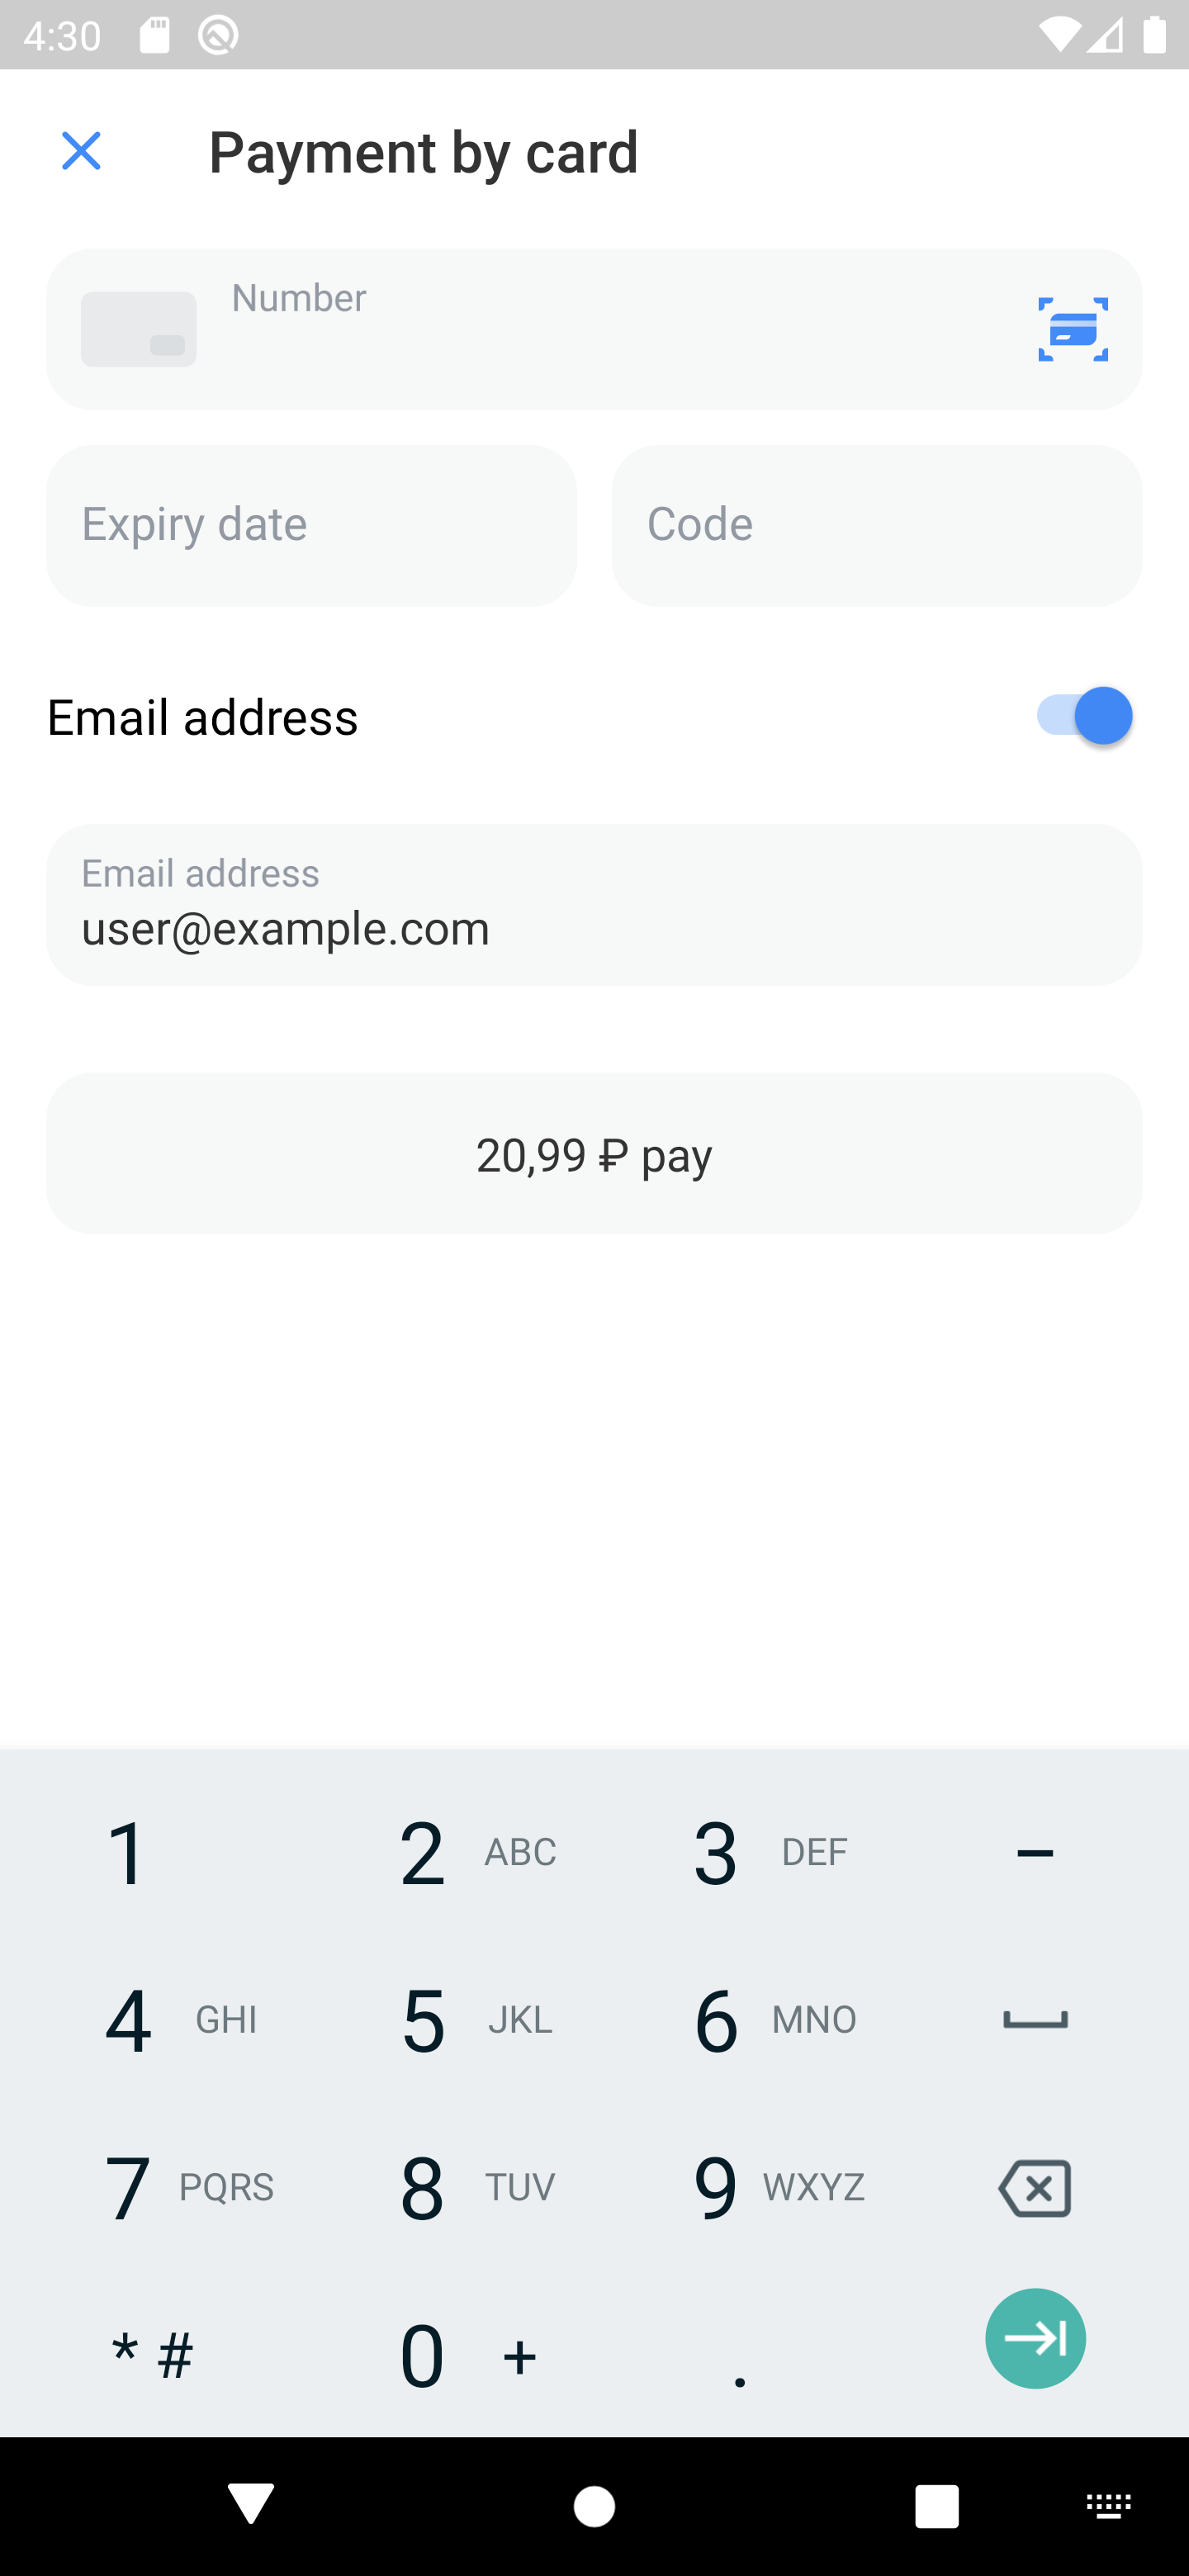 4:30
Payment by card
Number
Expiry date
Code
Email address
Email address
user@example.com
20,99 ₽ pay
1
2 ABC
3 DEF
–
4 GHI
5 JKL
6 MNO
7 PQRS
8 TUV
9 WXYZ
* #
0 +
.